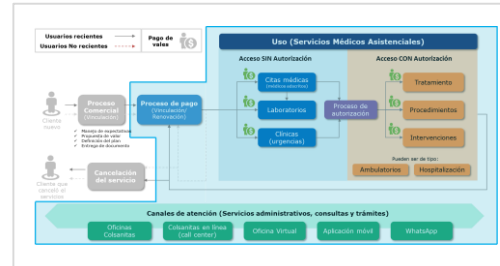 Usuarios recientes
Usuarios No recientes
Pago de
vales
Uso (Servicios Médicos Asistenciales)
Acceso SIN Autorización
Acceso CON Autorización
Proceso
Comercial
(Vinculación)
Cliente
nuevo
✓ Manejo de expectativas
✓ Propuesta de valor
✓ Definición del plan
✓ Entrega de documento
Proceso de pago
(Vinculación/
Renovación)
Citas médicas
Laboratorios
Clínicas
(urgencias)
Proceso de
autorización
Tratamiento
Procedimientos
Intervenciones
Pueden ser de tipo:
Ambulatorios
Hospitalización
Cancelación
del servicio
Cliente que
canceló el
servicio
Canales de atención (Servicios administrativos, consultas y trámites)
Oficinas
Colsanitas
Colsanitas en línea
(call center)
Oficina Virtual
Aplicación móvil
WhatsApp